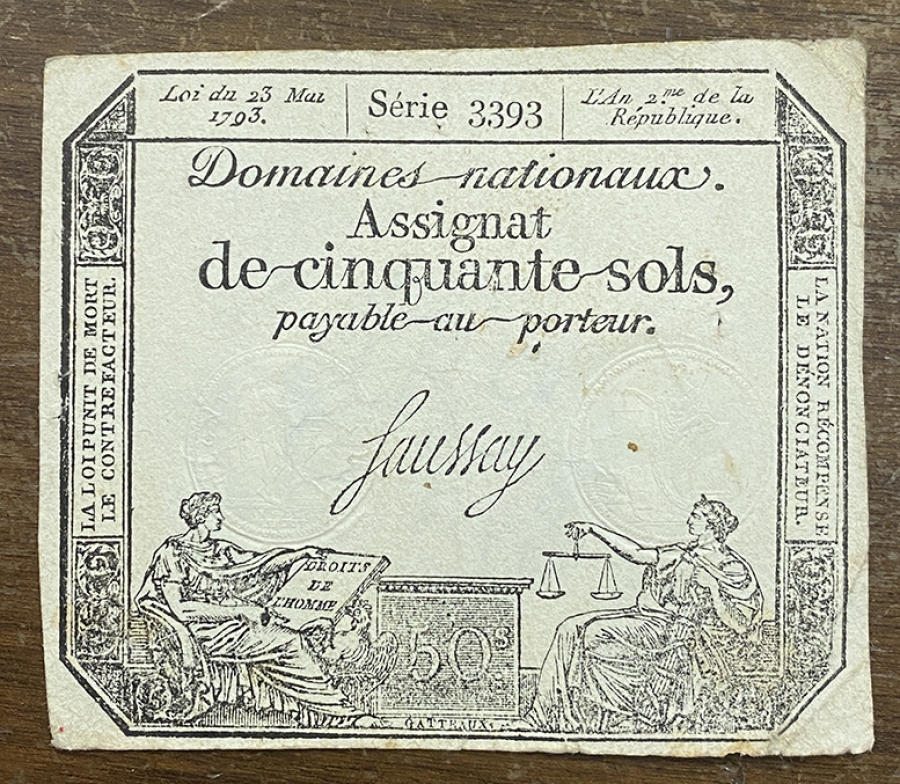 Loi du 23 Mai
1793.
Série 3393
L'An 2.me de la
République.
Domaines nationaux.
Assignat
de cinquante sols,
payable au porteur.
LA LOI PUNIT DE MORT
LE CONTREFACTEUR.
LA NATION RÉCOMPENSE
LE DÉNONCIATEUR.
Saussay
DROITS
DE
L'HOMME
50s
GATTEAUX